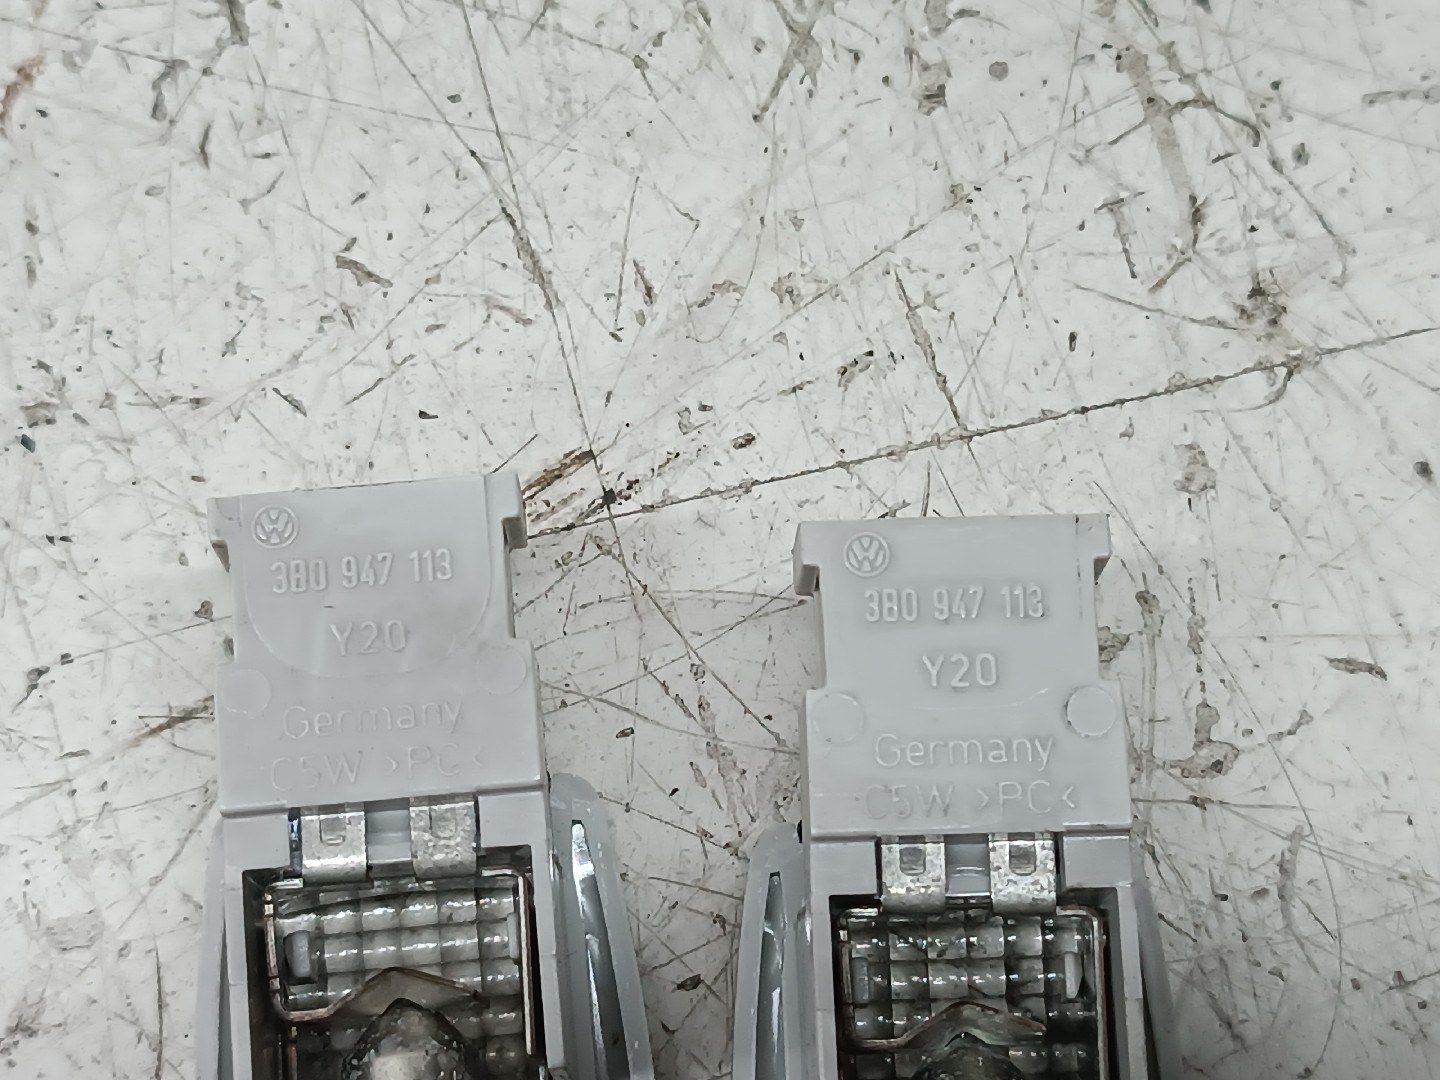 3B0 947 113
Y20
Germany
C5W >PC<
3B0 947 113
Y20
Germany
C5W >PC<